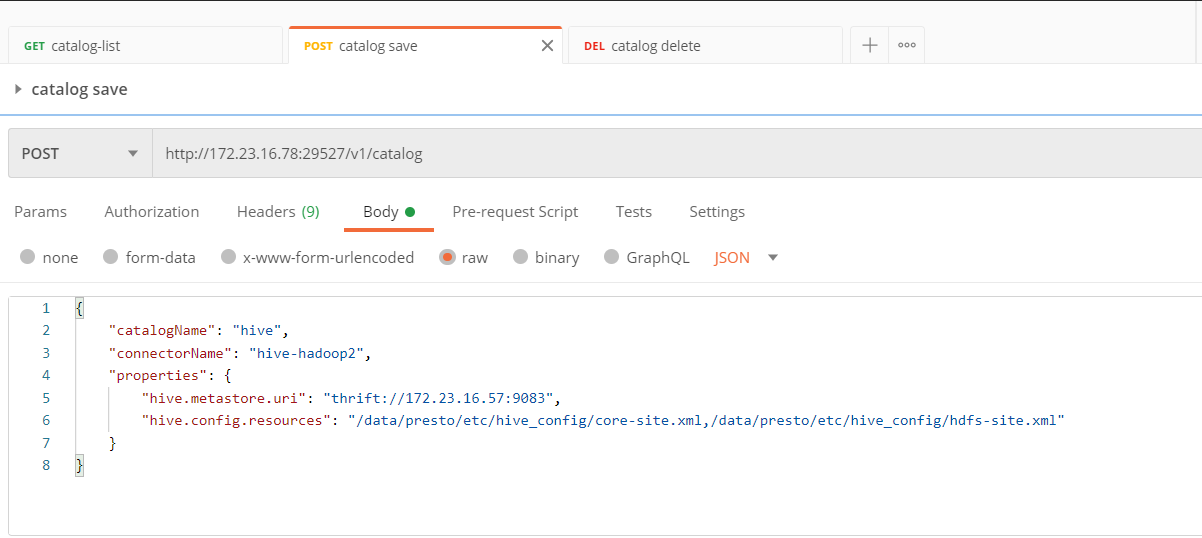 GET catalog-list POST catalog save DEL catalog delete
catalog save
POST http://172.23.16.78:29527/v1/catalog
Params Authorization Headers (9) Body Pre-request Script Tests Settings
none form-data x-www-form-urlencoded raw binary GraphQL JSON
1 {
2 "catalogName": "hive",
3 "connectorName": "hive-hadoop2",
4 "properties": {
5 "hive.metastore.uri": "thrift://172.23.16.57:9083",
6 "hive.config.resources": "/data/presto/etc/hive_config/core-site.xml,/data/presto/etc/hive_config/hdfs-site.xml"
7 }
8 }